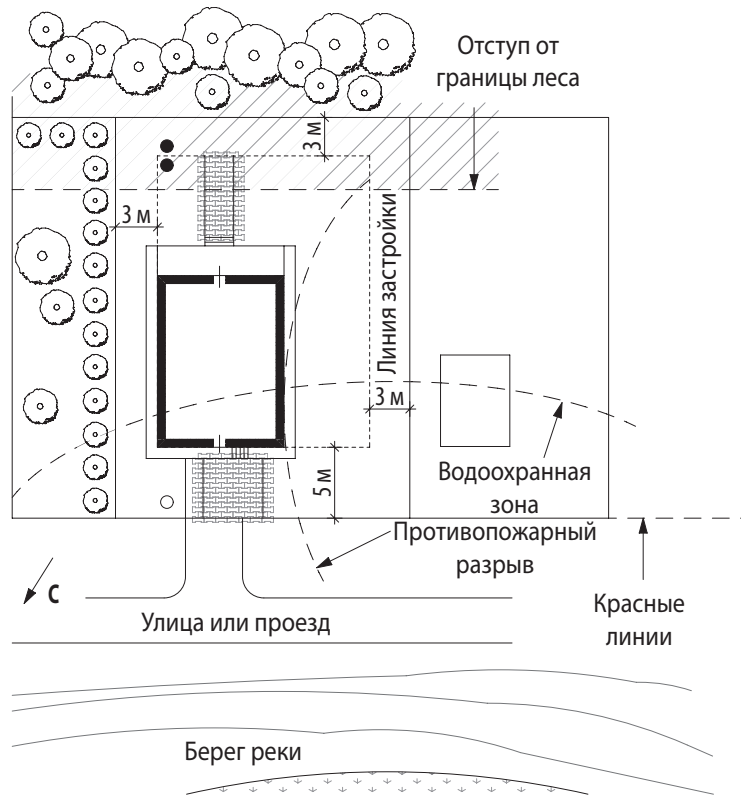 Отступ от
границы леса
3 м
3 м
Линия застройки
3 м
5 м
Водоохранная
зона
Противопожарный
разрыв
С
Красные
линии
Улица или проезд
Берег реки